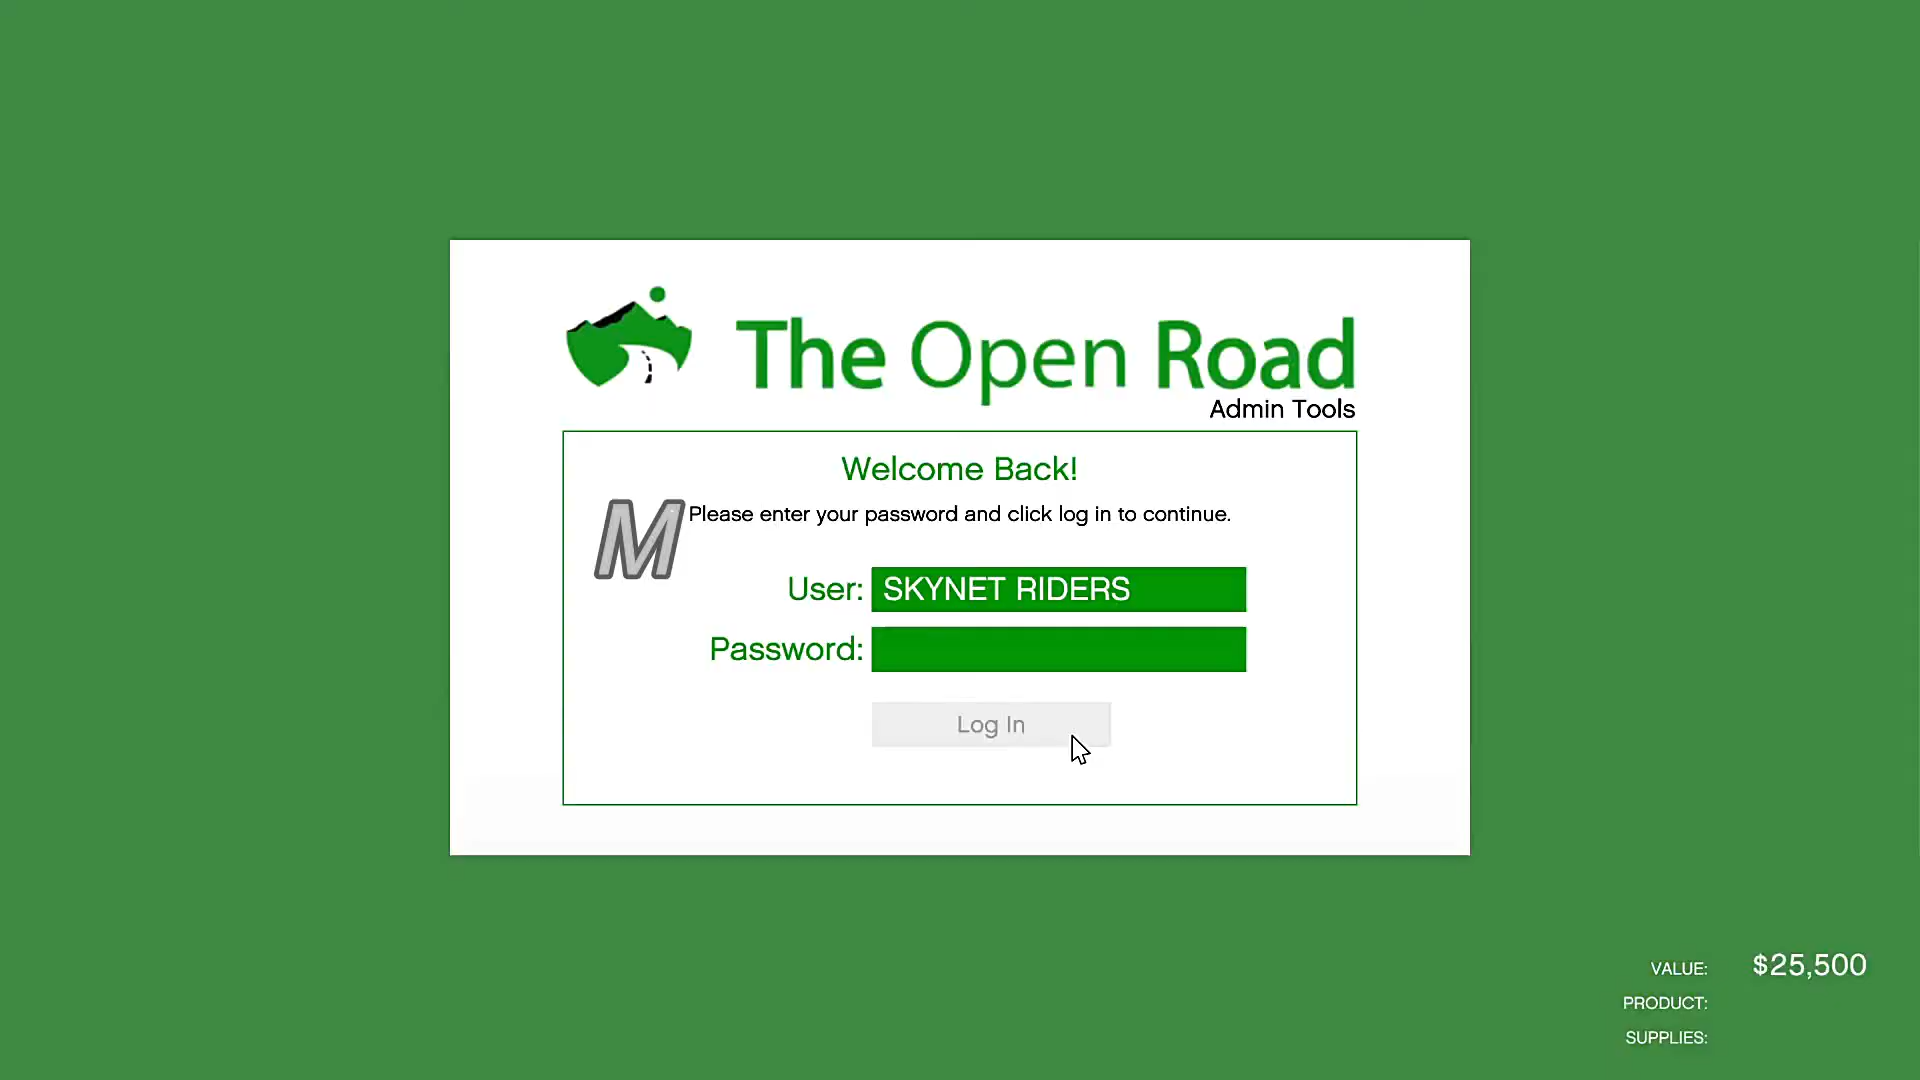 The Open Road
Admin Tools
Welcome Back!
M
Please enter your password and click log in to continue.
User: SKYNET RIDERS
Password:
Log In
VALUE: $25,500
PRODUCT:
SUPPLIES: